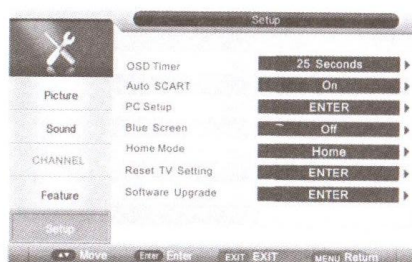 Setup
OSD Timer 25 Seconds
Auto SCART On
PC Setup ENTER
Blue Screen Off
Home Mode Home
Reset TV Setting ENTER
Software Upgrade ENTER
Picture
Sound
CHANNEL
Feature
Setup
Move Enter Enter EXIT EXIT MENU Return